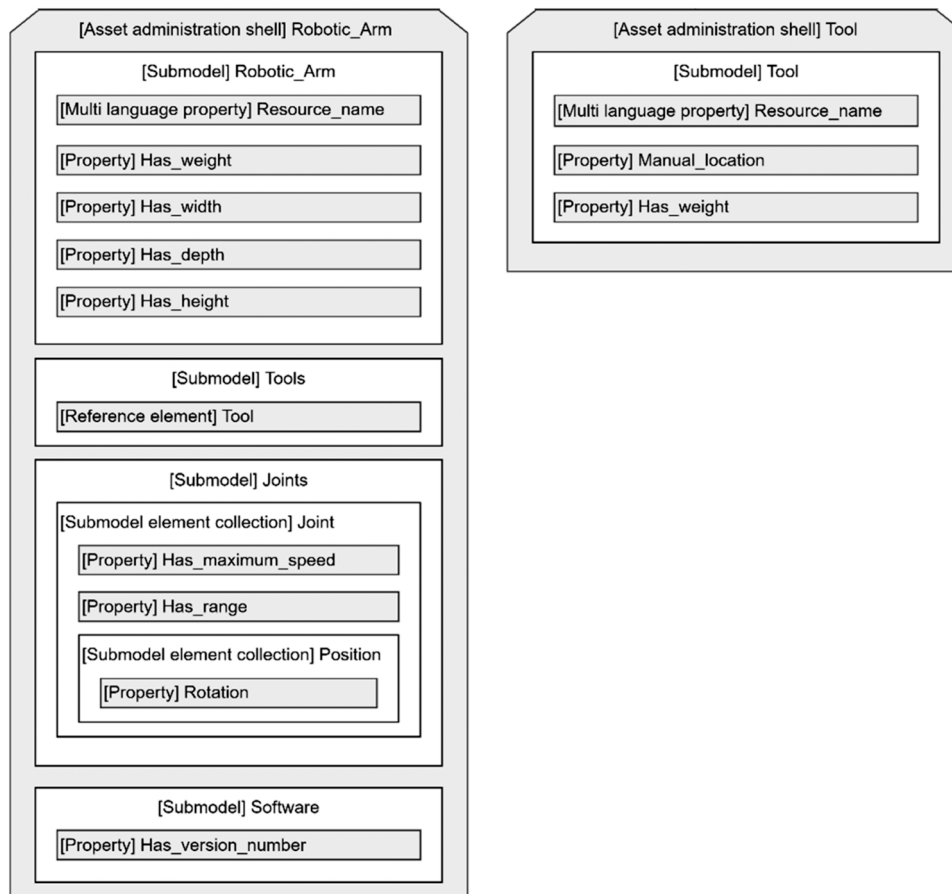 [Asset administration shell] Robotic_Arm
[Submodel] Robotic_Arm
[Multi language property] Resource_name
[Property] Has_weight
[Property] Has_width
[Property] Has_depth
[Property] Has_height
[Submodel] Tools
[Reference element] Tool
[Submodel] Joints
[Submodel element collection] Joint
[Property] Has_maximum_speed
[Property] Has_range
[Submodel element collection] Position
[Property] Rotation
[Submodel] Software
[Property] Has_version_number
[Asset administration shell] Tool
[Submodel] Tool
[Multi language property] Resource_name
[Property] Manual_location
[Property] Has_weight